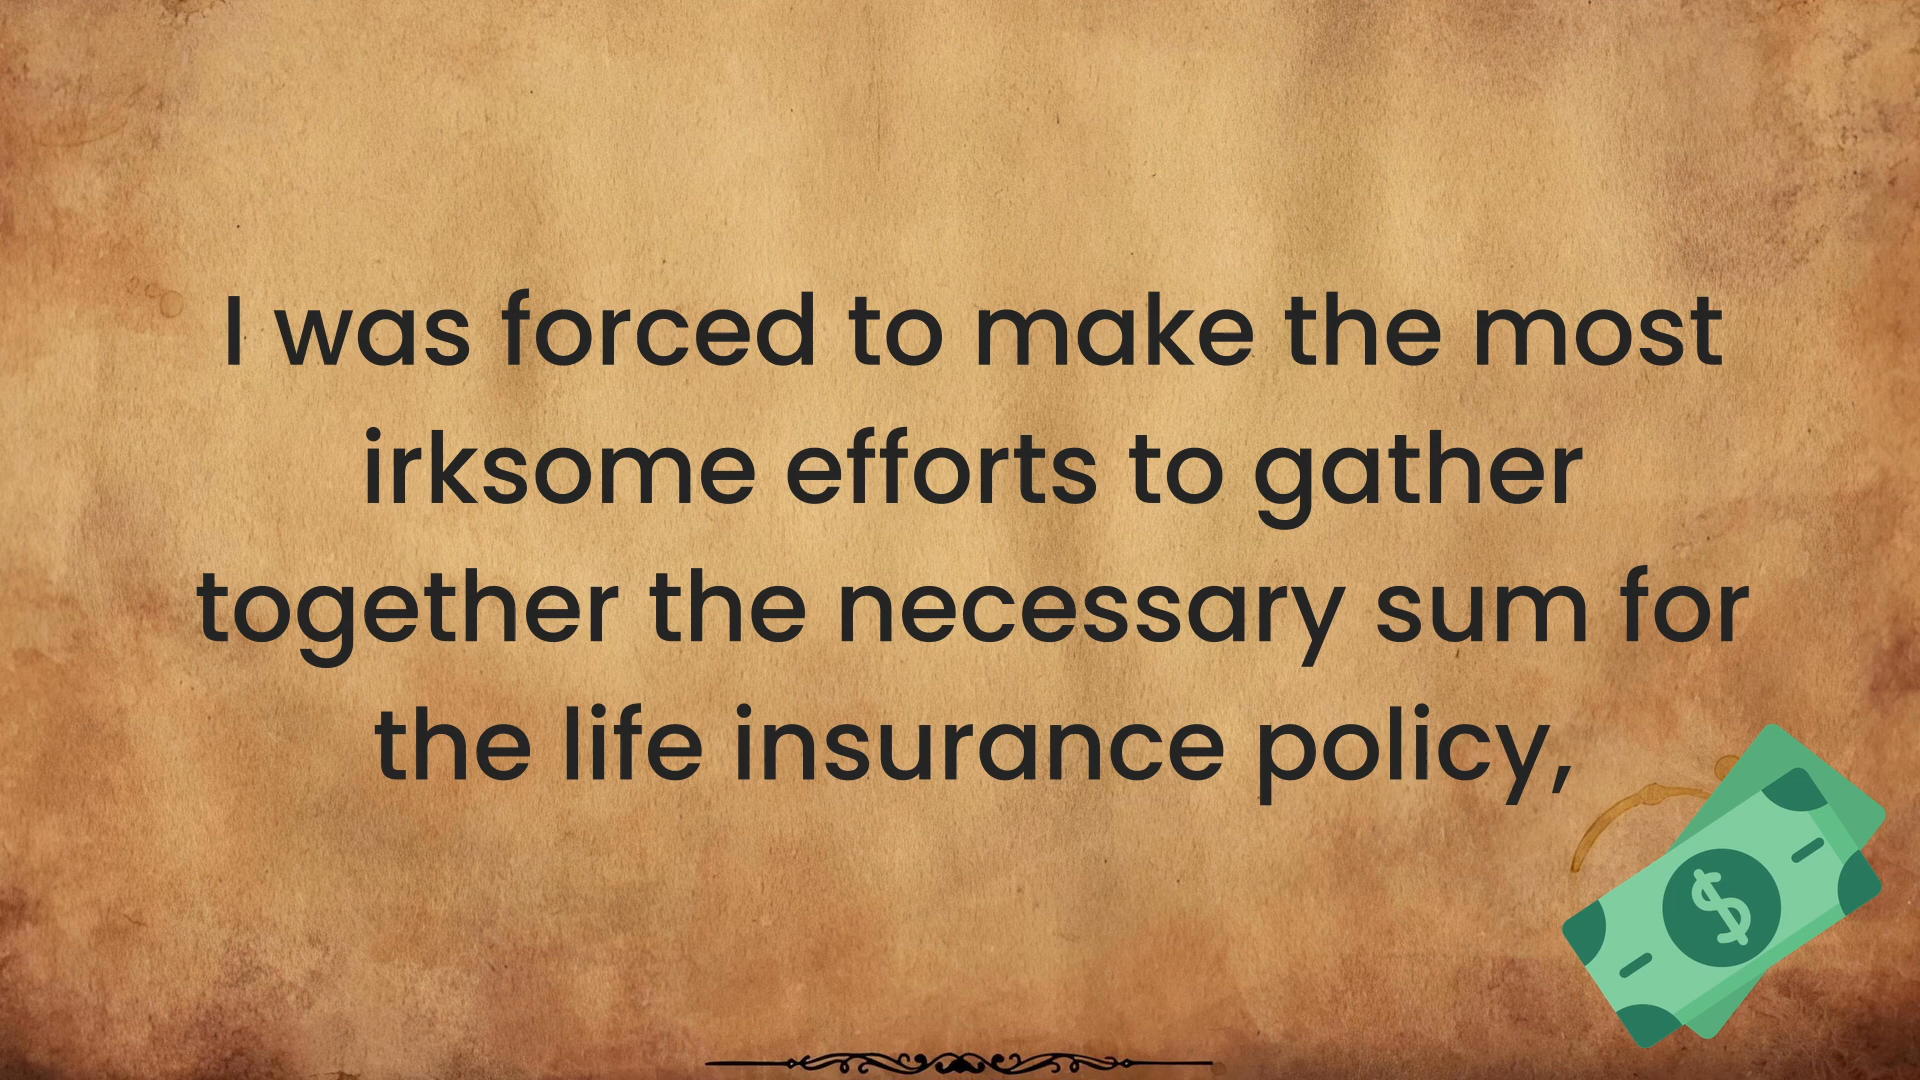 I was forced to make the most
irksome efforts to gather
together the necessary sum for
the life insurance policy,
$